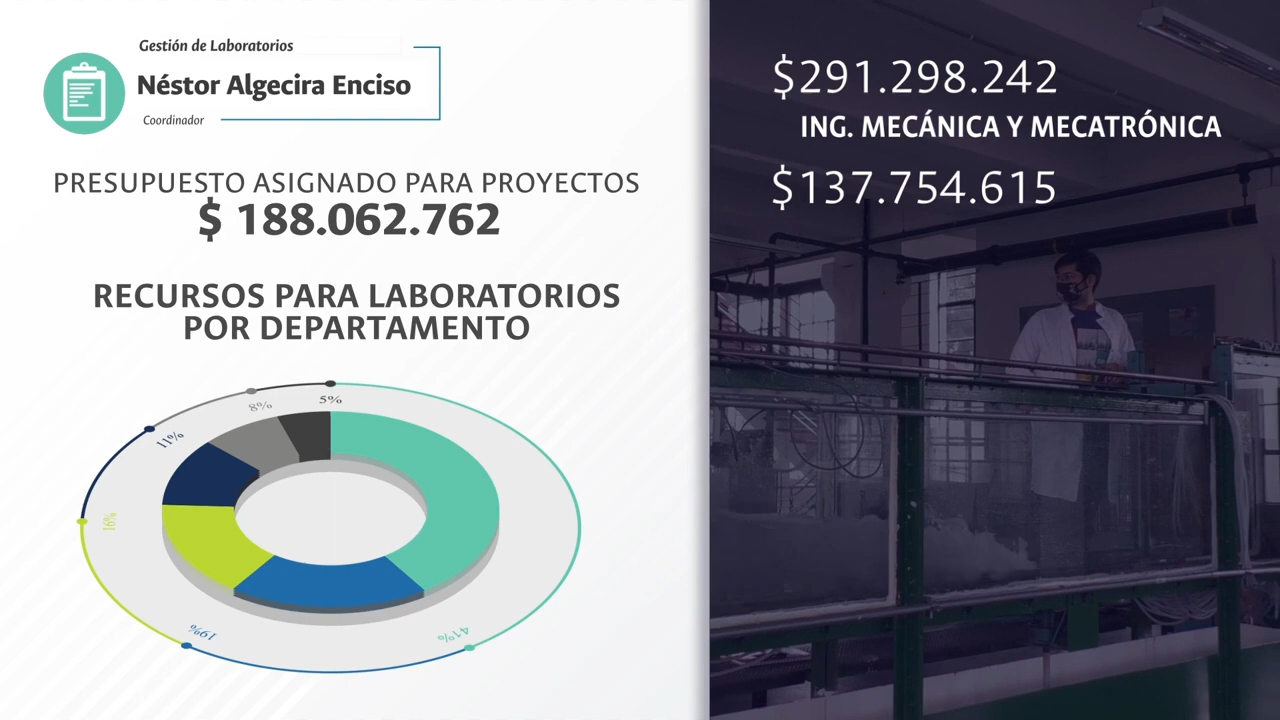 Gestión de Laboratorios
Néstor Algecira Enciso
Coordinador
PRESUPUESTO ASIGNADO PARA PROYECTOS
$ 188.062.762
RECURSOS PARA LABORATORIOS
POR DEPARTAMENTO
5%
8%
11%
16%
19%
41%
$291.298.242
ING. MECÁNICA Y MECATRÓNICA
$137.754.615